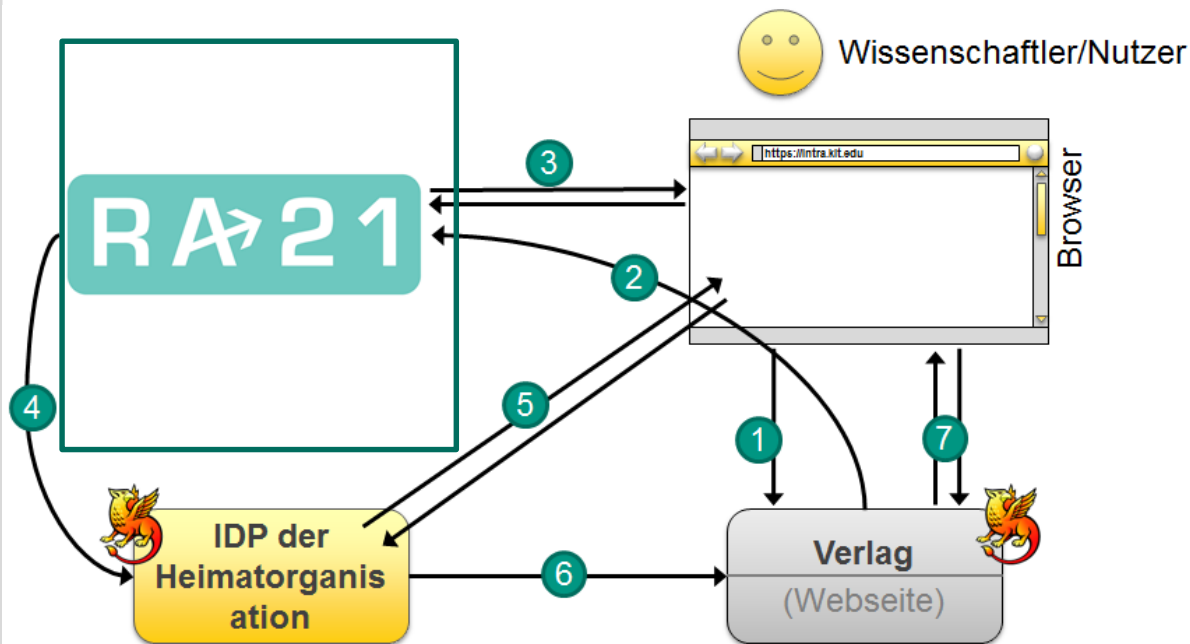 Wissenschaftler/Nutzer
https://intra.kit.edu
Browser
RA21
3
2
4
5
1
7
IDP der
Heimatorganis
ation
6
Verlag
(Webseite)